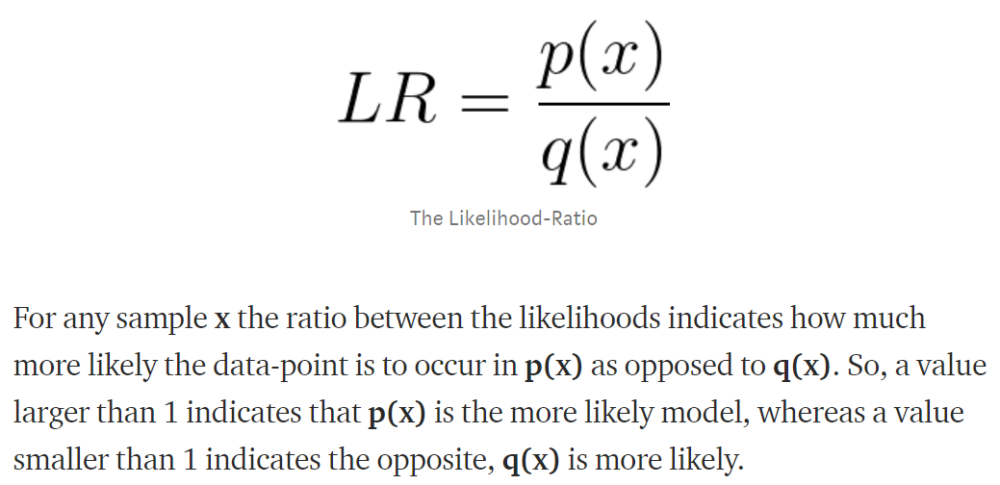 LR = p(x) / q(x)
The Likelihood-Ratio
For any sample x the ratio between the likelihoods indicates how much
more likely the data-point is to occur in p(x) as opposed to q(x). So, a value
larger than 1 indicates that p(x) is the more likely model, whereas a value
smaller than 1 indicates the opposite, q(x) is more likely.